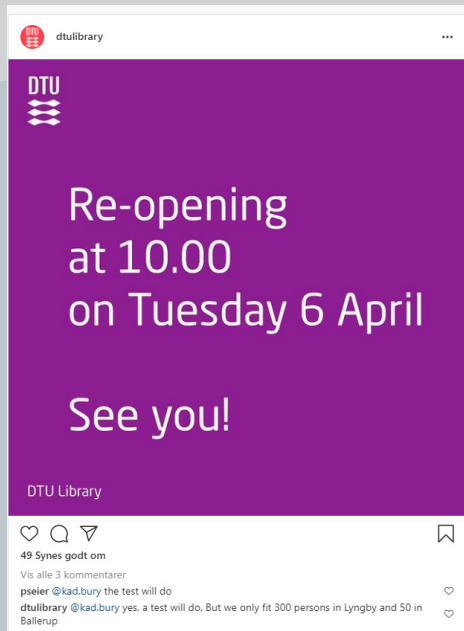 dtulibrary
DTU
Re-opening
at 10.00
on Tuesday 6 April
See you!
DTU Library
49 Synes godt om
Vis alle 3 kommentarer
pseier @kad.bury the test will do
dtulibrary @kad.bury yes, a test will do. But we only fit 300 persons in Lyngby and 50 in
Ballerup